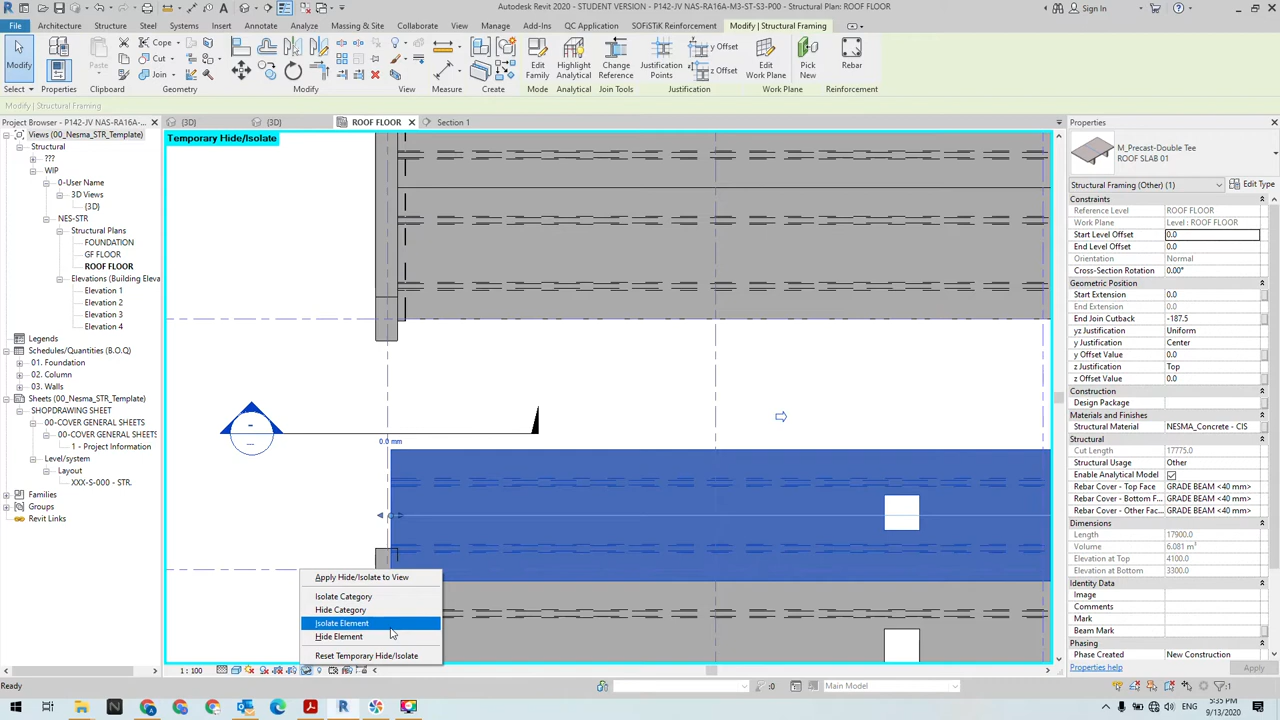 Autodesk Revit 2020 - STUDENT VERSION - P142-JV NAS-RA16A-M3-ST-S3-P00 - Structural Plan: ROOF FLOOR
Sign In
File
Architecture
Structure
Steel
Systems
Insert
Annotate
Analyze
Massing & Site
Collaborate
View
Manage
Add-Ins
QC Application
SOFiSTiK Reinforcement
Modify | Structural Framing
Modify
Paste
Cope
Cut
Join
y Offset
z Offset
Edit Family
Highlight Analytical
Change Reference
Justification Points
Edit Work Plane
Pick New
Rebar
Select
Properties
Clipboard
Geometry
Modify
View
Measure
Create
Mode
Analytical
Join Tools
Justification
Work Plane
Reinforcement
Modify | Structural Framing
Project Browser - P142-JV NAS-RA16A-
Views (00_Nesma_STR_Template)
Structural
???
WIP
0-User Name
3D Views
{3D}
NES-STR
Structural Plans
FOUNDATION
GF FLOOR
ROOF FLOOR
Elevations (Building Eleva
Elevation 1
Elevation 2
Elevation 3
Elevation 4
Legends
Schedules/Quantities (B.O.Q)
01. Foundation
02. Column
03. Walls
Sheets (00_Nesma_STR_Template)
SHOPDRAWING SHEET
00-COVER GENERAL SHEETS
00-COVER GENERAL SHEETS
1 - Project Information
Level/system
Layout
XXX-S-000 - STR.
Families
Groups
Revit Links
{3D}
{3D}
ROOF FLOOR
Section 1
Temporary Hide/Isolate
0.0 mm
Apply Hide/Isolate to View
Isolate Category
Hide Category
Isolate Element
Hide Element
Reset Temporary Hide/Isolate
1 : 100
Properties
M_Precast-Double Tee
ROOF SLAB 01
Structural Framing (Other) (1)
Edit Type
Constraints
Reference Level ROOF FLOOR
Work Plane Level : ROOF FLOOR
Start Level Offset 0.0
End Level Offset 0.0
Orientation Normal
Cross-Section Rotation 0.00°
Geometric Position
Start Extension 0.0
End Extension 0.0
End Join Cutback -187.5
yz Justification Uniform
y Justification Center
y Offset Value 0.0
z Justification Top
z Offset Value 0.0
Construction
Design Package
Materials and Finishes
Structural Material NESMA_Concrete - CIS
Structural
Cut Length 17775.0
Structural Usage Other
Enable Analytical Model
Rebar Cover - Top Face GRADE BEAM <40 mm>
Rebar Cover - Bottom F... GRADE BEAM <40 mm>
Rebar Cover - Other Fac... GRADE BEAM <40 mm>
Dimensions
Length 17900.0
Volume 6.081 m³
Elevation at Top 4100.0
Elevation at Bottom 3300.0
Identity Data
Image
Comments
Mark
Beam Mark
Phasing
Phase Created New Construction
Properties help
Apply
Ready
:0
Main Model
:1
ENG
5:35 PM
9/13/2020